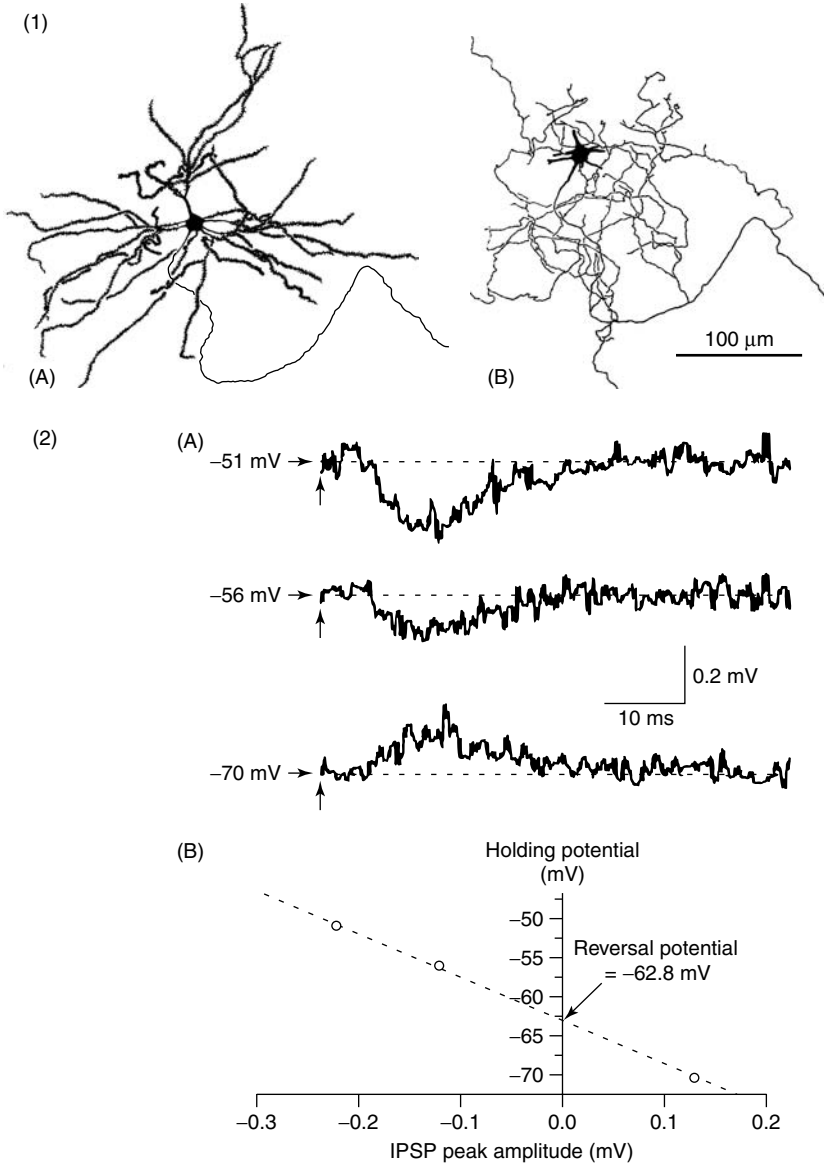 (1)
(A)
(B)
100 µm
(2)
(A)
−51 mV
−56 mV
0.2 mV
10 ms
−70 mV
(B)
Holding potential
(mV)
−50
−55
−60
−65
−70
Reversal potential
= −62.8 mV
−0.3
−0.2
−0.1
0.0
0.1
0.2
IPSP peak amplitude (mV)